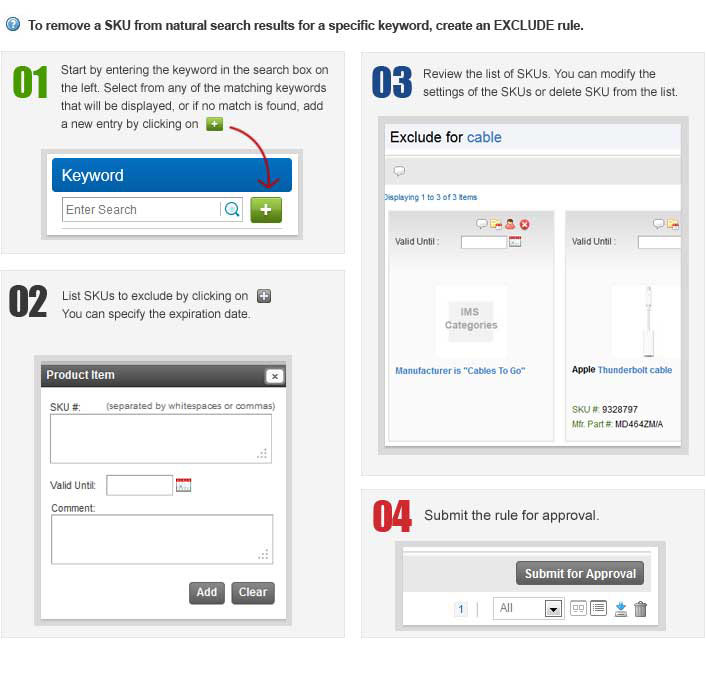 To remove a SKU from natural search results for a specific keyword, create an EXCLUDE rule.
01
Start by entering the keyword in the search box on
the left. Select from any of the matching keywords
that will be displayed, or if no match is found, add
a new entry by clicking on
Keyword
Enter Search
02
List SKUs to exclude by clicking on
You can specify the expiration date.
Product Item
SKU #:
(separated by whitespaces or commas)
Valid Until:
Comment:
Add
Clear
03
Review the list of SKUs. You can modify the
settings of the SKUs or delete SKU from the list.
Exclude for cable
Displaying 1 to 3 of 3 Items
Valid Until :
IMS
Categories
Manufacturer is "Cables To Go"
Valid Until :
Apple Thunderbolt cable
SKU #: 9328797
Mfr. Part #: MD464ZM/A
04
Submit the rule for approval.
Submit for Approval
1
All